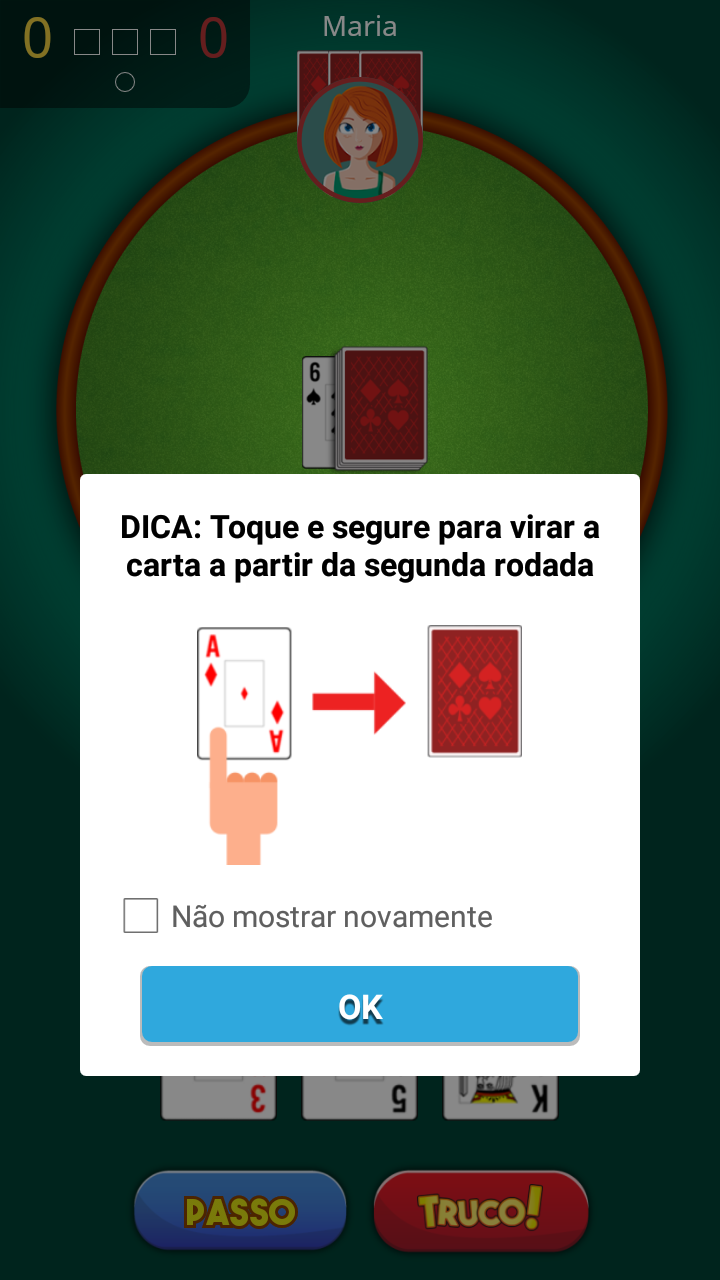 0 0
Maria
6
DICA: Toque e segure para virar a
carta a partir da segunda rodada
A
A
Não mostrar novamente
OK
3 5 K
PASSO TRUCO!